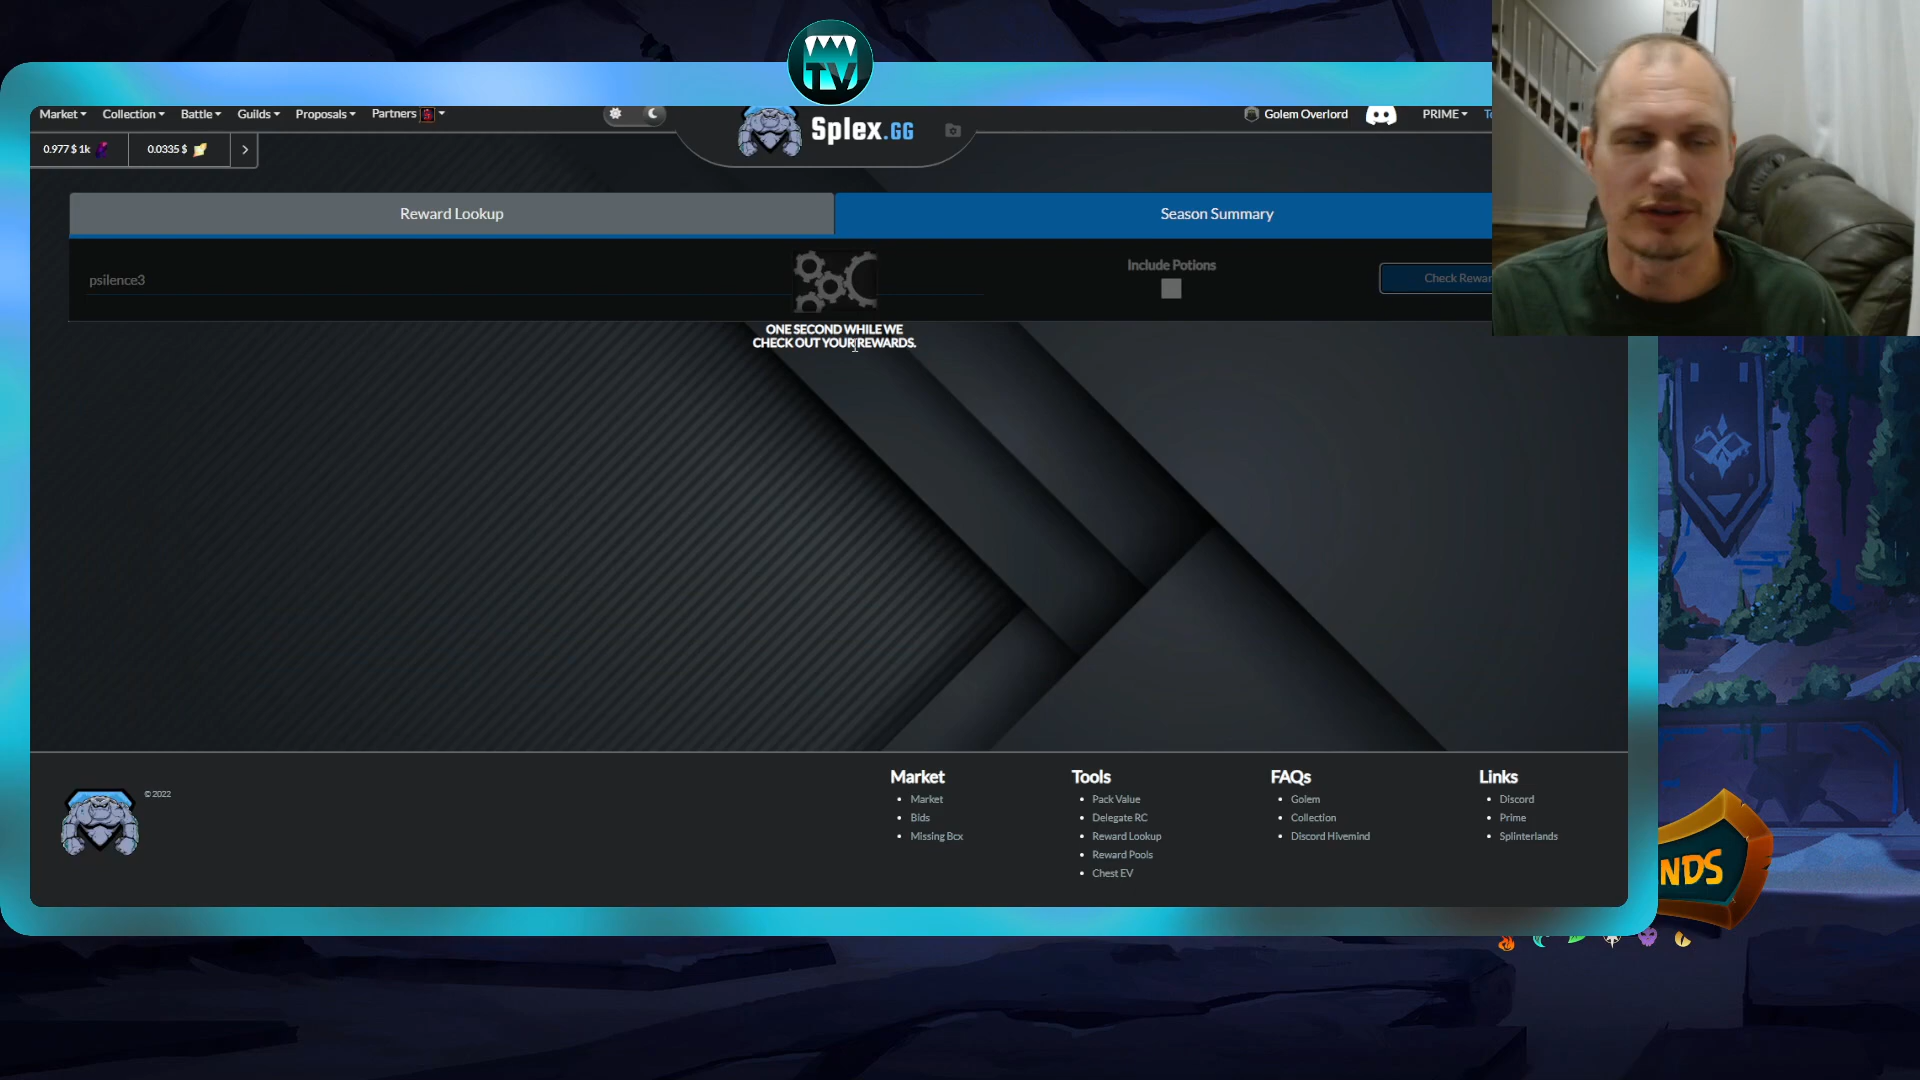 TV
Market Collection Battle Guilds Proposals Partners
Splex.GG
Golem Overlord PRIME
0.977 $ 1k 0.0335 $
Reward Lookup
Season Summary
psilence3
Include Potions
ONE SECOND WHILE WE
CHECK OUT YOUR REWARDS.
© 2022
Market
Market
Bids
Missing Bcx
Tools
Pack Value
Delegate RC
Reward Lookup
Reward Pools
Chest EV
FAQs
Golem
Collection
Discord Hivemind
Links
Discord
Prime
Splinterlands
NDS